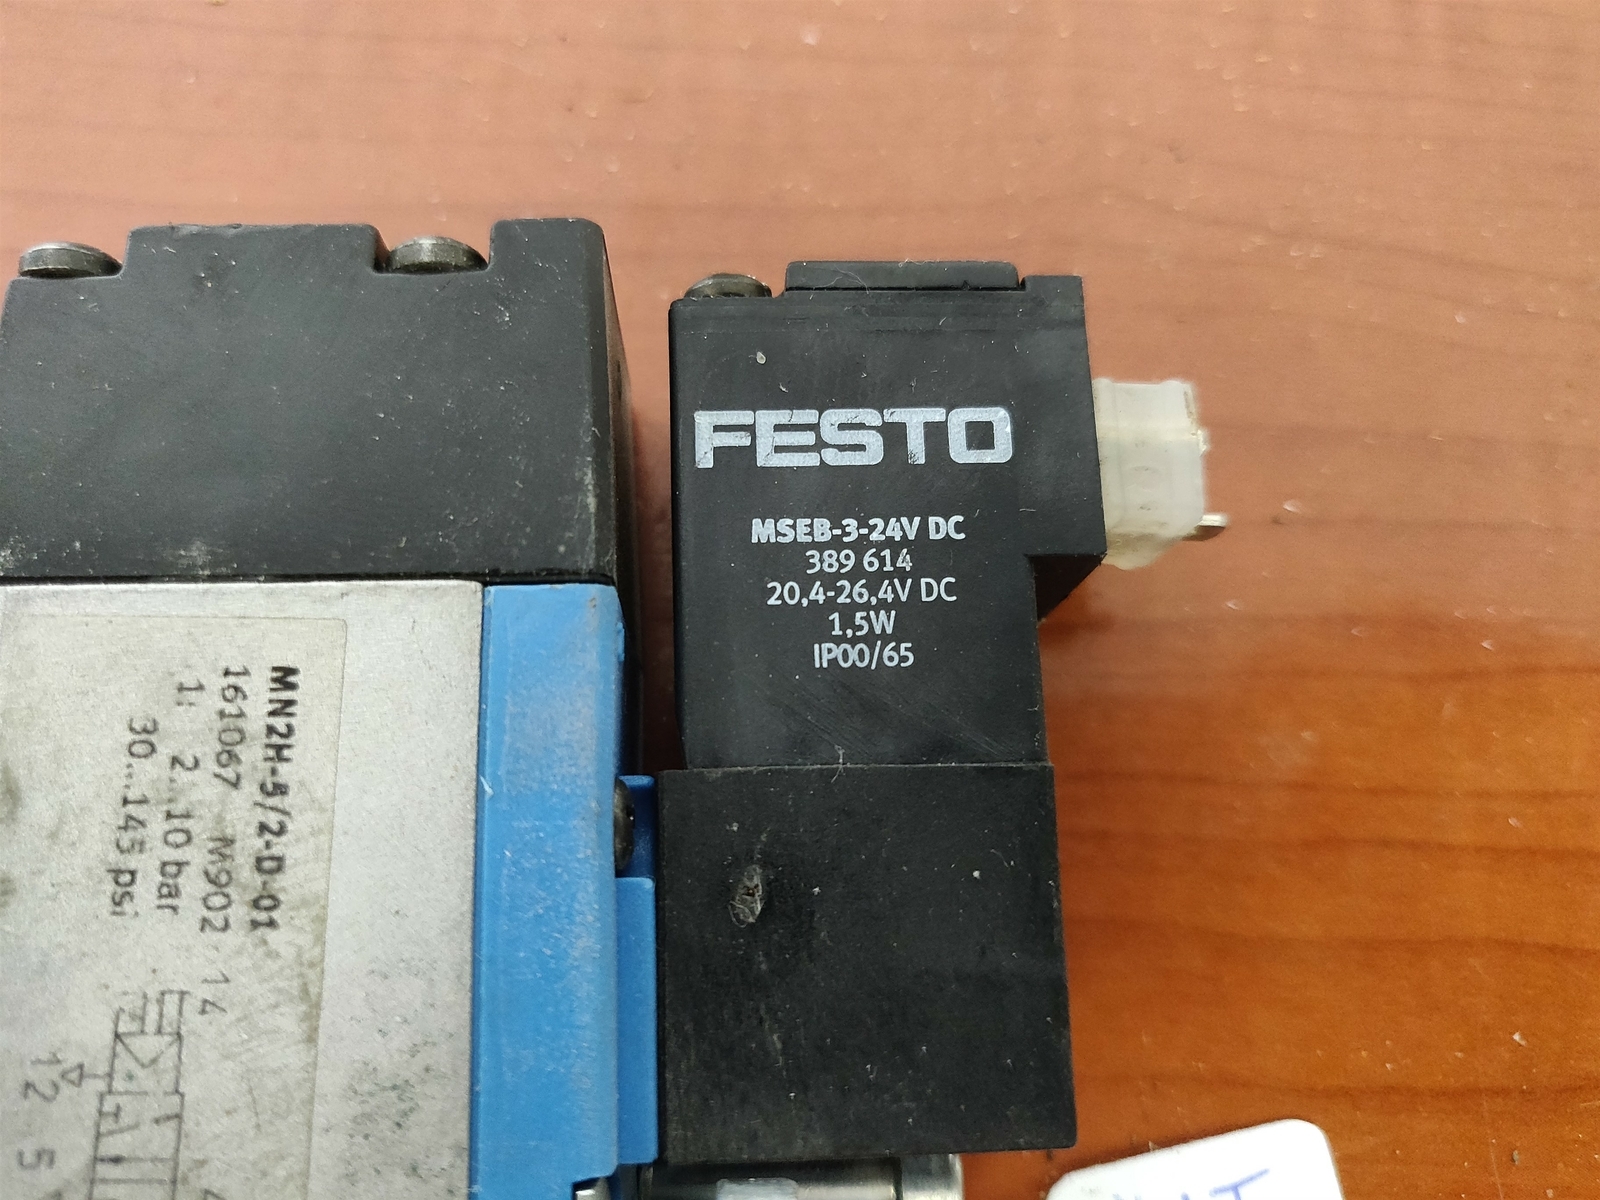 FESTO
MSEB-3-24V DC
389 614
20,4-26,4V DC
1,5W
IP00/65
MN2H-5/2-D-01
161067 M902
1: 2...10 bar
30...145 psi
14
12
5